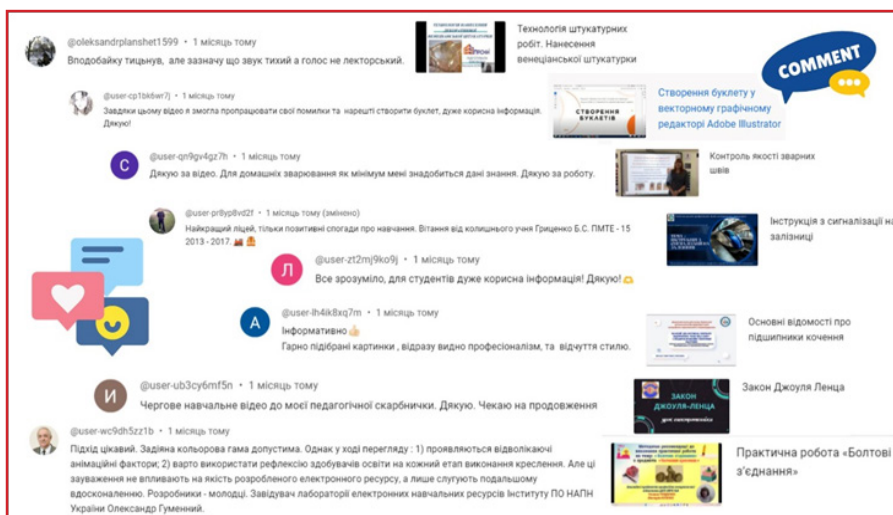 @oleksandrplanshet1599 • 1 місяць тому
Вподобайку тицьнув, але зазначу що звук тихий а голос не лекторський.
Технологія штукатурних
робіт. Нанесення
венеціанської штукатурки
COMMENT
@user-cp1bk6wr7j • 1 місяць тому
Завдяки цьому відео я змогла пропрацювати свої помилки та нарешті створити буклет, дуже корисна інформація.
Дякую!
СТВОРЕННЯ
БУКЛЕТІВ
Створення буклету у
векторному графічному
редакторі Adobe Illustrator
С
@user-qn9gv4gz7h • 1 місяць тому
Дякую за відео. Для домашніх зварювання як мінімум мені знадобиться дані знання. Дякую за роботу.
Контроль якості зварних
швів
@user-pr8yp8vd2f • 1 місяць тому (змінено)
Найкращий ліцей, тільки позитивні спогади про навчання. Вітання від колишнього учня Гриценко Б.С. ПМТЕ - 15
2013 - 2017.
Інструкція з сигналізації на
залізниці
Л
@user-zt2mj9ko9j • 1 місяць тому
Все зрозуміло, для студентів дуже корисна інформація! Дякую!
А
@user-lh4ik8xq7m • 1 місяць тому
Інформативно
Гарно підібрані картинки , відразу видно професіоналізм, та відчуття стилю.
Основні відомості про
підшипники кочення
И
@user-ub3cy6mf5n • 1 місяць тому
Чергове навчальне відео до моєї педагогічної скарбнички. Дякую. Чекаю на продовження
ЗАКОН
ДЖОУЛЯ-ЛЕНЦА
Закон Джоуля Ленца
@user-wc9dh5zz1b • 1 місяць тому
Підхід цікавий. Задіяна кольорова гама допустима. Однак у ході перегляду : 1) проявляються відволікаючі
анімаційні фактори; 2) варто використати рефлексію здобувачів освіти на кожний етап виконання креслення. Але ці
зауваження не впливають на якість розробленого електронного ресурсу, а лише слугують подальшому
вдосконаленню. Розробники - молодці. Завідувач лабораторії електронних навчальних ресурсів Інституту ПО НАПН
України Олександр Гуменний.
Практична робота «Болтові
з’єднання»